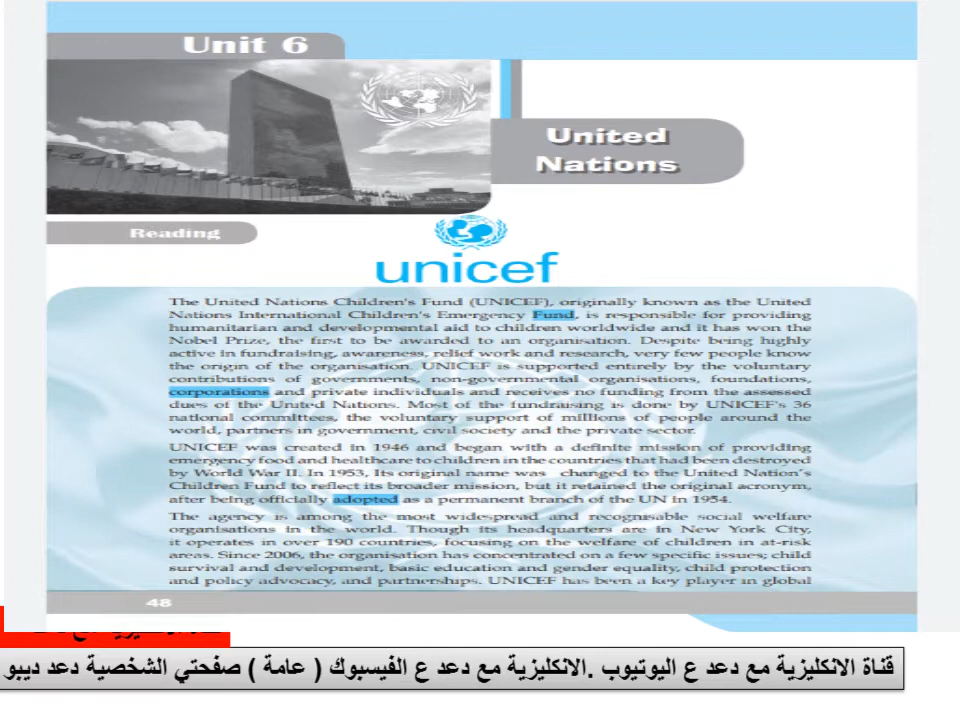 Unit 6
United
Nations
Reading
unicef
The United Nations Children's Fund (UNICEF), originally known as the United
Nations International Children's Emergency Fund, is responsible for providing
humanitarian and developmental aid to children worldwide and it has won the
Nobel Prize, the first to be awarded to an organisation. Despite being highly
active in fundraising, awareness, relief work and research, very few people know
the origin of the organisation. UNICEF is supported entirely by the voluntary
contributions of governments, non-governmental organisations, foundations,
corporations and private individuals and receives no funding from the assessed
dues of the United Nations. Most of the fundraising is done by UNICEF's 36
national committees, the voluntary support of millions of people around the
world, partners in government, civil society and the private sector.
UNICEF was created in 1946 and began with a definite mission of providing
emergency food and healthcare to children in the countries that had been destroyed
by World War II. In 1953, its original name was changed to the United Nation's
Children Fund to reflect its broader mission, but it retained the original acronym,
after being officially adopted as a permanent branch of the UN in 1954.
The agency is among the most widespread and recognisable social welfare
organisations in the world. Though its headquarters are in New York City,
it operates in over 190 countries, focusing on the welfare of children in at-risk
areas. Since 2006, the organisation has concentrated on a few specific issues; child
survival and development, basic education and gender equality, child protection
and policy advocacy, and partnerships. UNICEF has been a key player in global
48
قناة الانكليزية مع دعد ع اليوتيوب .الانكليزية مع دعد ع الفيسبوك ( عامة ) صفحتي الشخصية دعد ديبو